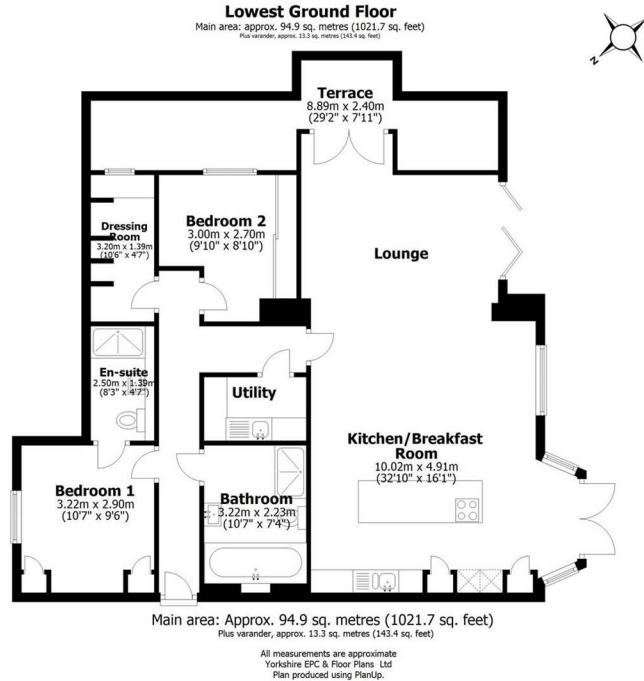 Lowest Ground Floor
Main area: approx. 94.9 sq. metres (1021.7 sq. feet)
Plus varander, approx. 13.3 sq. metres (143.4 sq. feet)
N
Terrace
8.89m x 2.40m
(29'2" x 7'11")
Dressing
Room
3.20m x 1.39m
(10'6" x 4'7")
Bedroom 2
3.00m x 2.70m
(9'10" x 8'10")
Lounge
En-suite
2.50m x 1.39m
(8'3" x 4'7")
Utility
Kitchen/Breakfast
Room
10.02m x 4.91m
(32'10" x 16'1")
Bedroom 1
3.22m x 2.90m
(10'7" x 9'6")
Bathroom
3.22m x 2.23m
(10'7" x 7'4")
Main area: Approx. 94.9 sq. metres (1021.7 sq. feet)
Plus varander, approx. 13.3 sq. metres (143.4 sq. feet)
All measurements are approximate
Yorkshire EPC & Floor Plans Ltd
Plan produced using PlanUp.